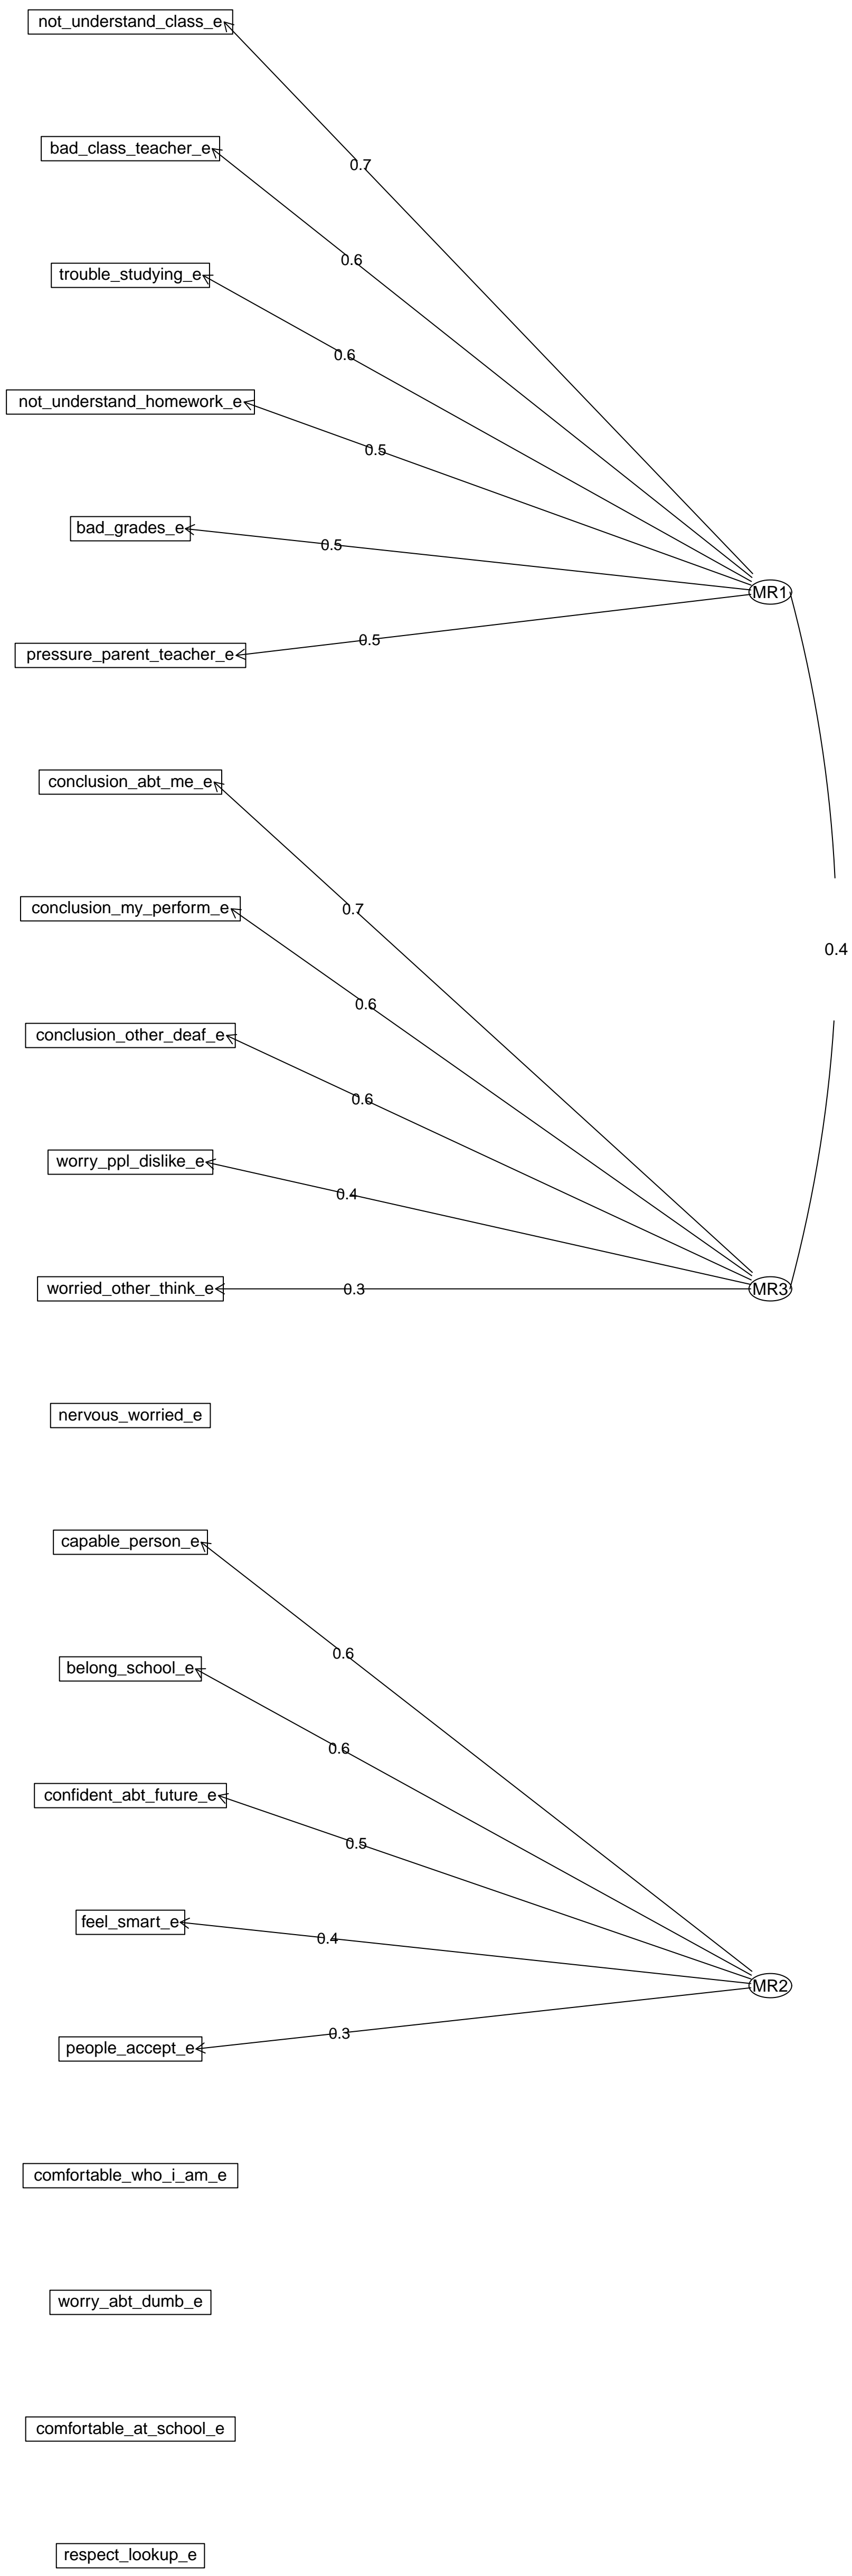 not_understand_class_e
0.7
bad_class_teacher_e
0.6
trouble_studying_e
0.6
not_understand_homework_e
0.5
bad_grades_e
0.5
MR1
pressure_parent_teacher_e
0.5
conclusion_abt_me_e
conclusion_my_perform_e
0.7
0.4
0.6
conclusion_other_deaf_e
0.6
worry_ppl_dislike_e
0.4
worried_other_think_e
0.3
MR3
nervous_worried_e
capable_person_e
0.6
belong_school_e
0.6
confident_abt_future_e
0.5
feel_smart_e
0.4
MR2
people_accept_e
0.3
comfortable_who_i_am_e
worry_abt_dumb_e
comfortable_at_school_e
respect_lookup_e